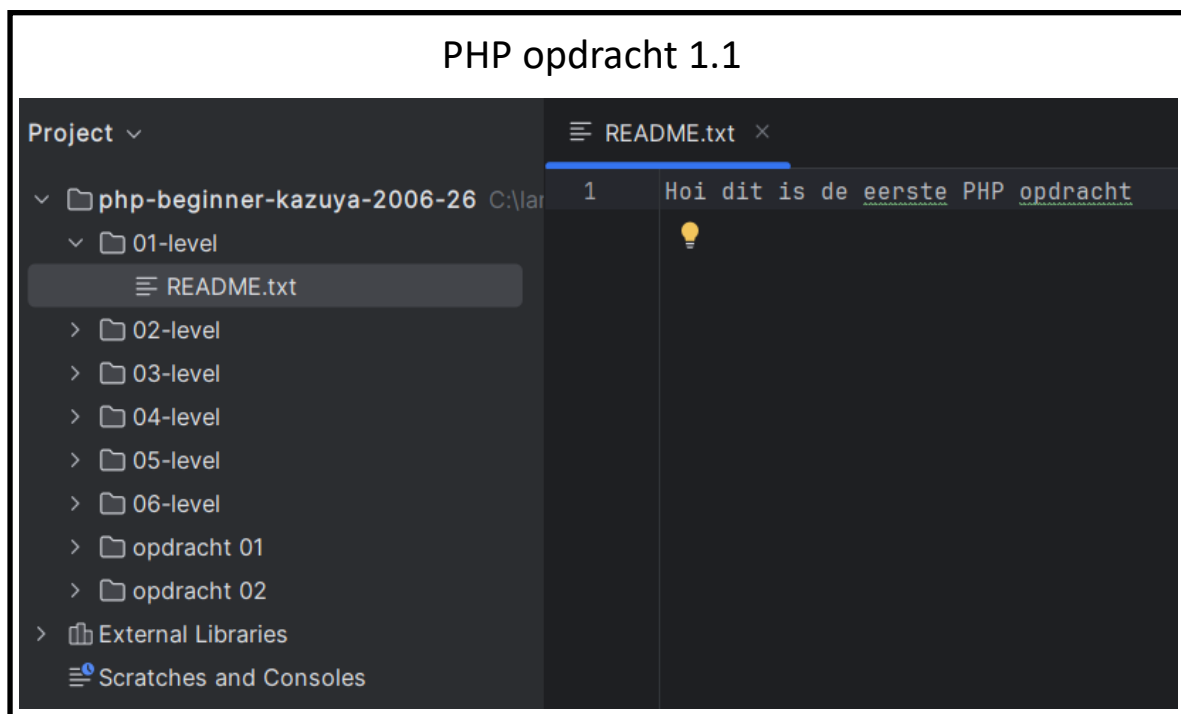 PHP opdracht 1.1
Project
php-beginner-kazuya-2006-26 C:\lar
01-level
README.txt
02-level
03-level
04-level
05-level
06-level
opdracht 01
opdracht 02
External Libraries
Scratches and Consoles
README.txt
1 Hoi dit is de eerste PHP opdracht